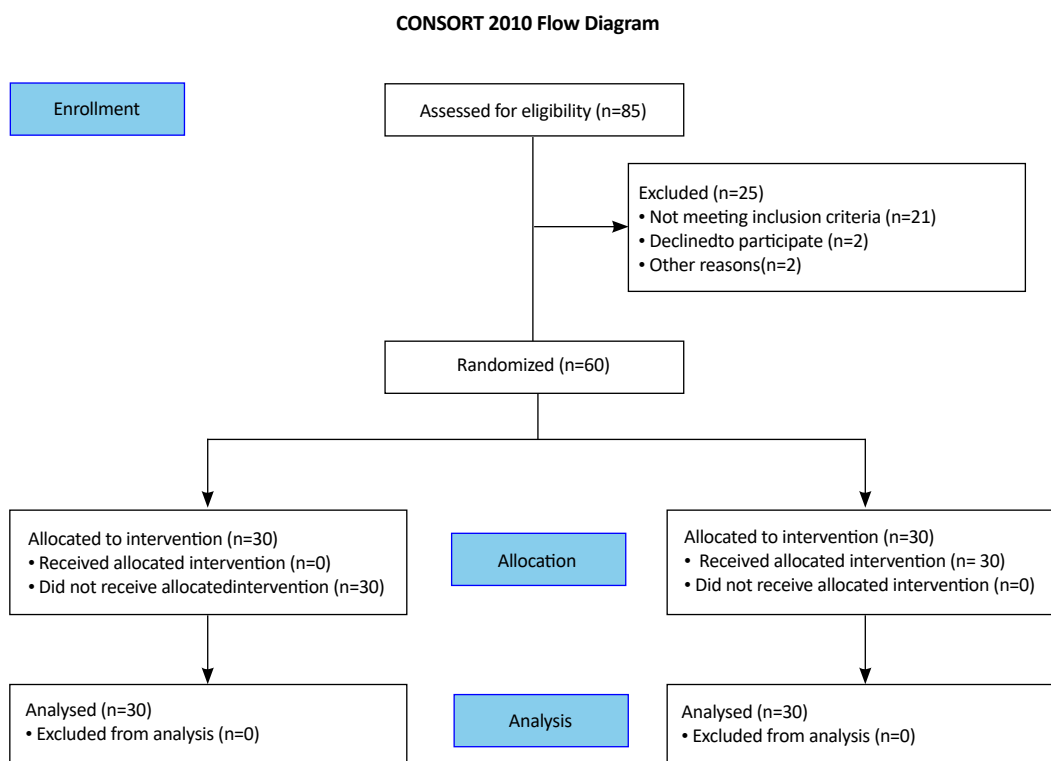 CONSORT 2010 Flow Diagram
Enrollment
Assessed for eligibility (n=85)
Excluded (n=25)
• Not meeting inclusion criteria (n=21)
• Declinedto participate (n=2)
• Other reasons(n=2)
Randomized (n=60)
Allocated to intervention (n=30)
• Received allocated intervention (n=0)
• Did not receive allocatedintervention (n=30)
Allocation
Allocated to intervention (n=30)
• Received allocated intervention (n= 30)
• Did not receive allocated intervention (n=0)
Analysed (n=30)
• Excluded from analysis (n=0)
Analysis
Analysed (n=30)
• Excluded from analysis (n=0)